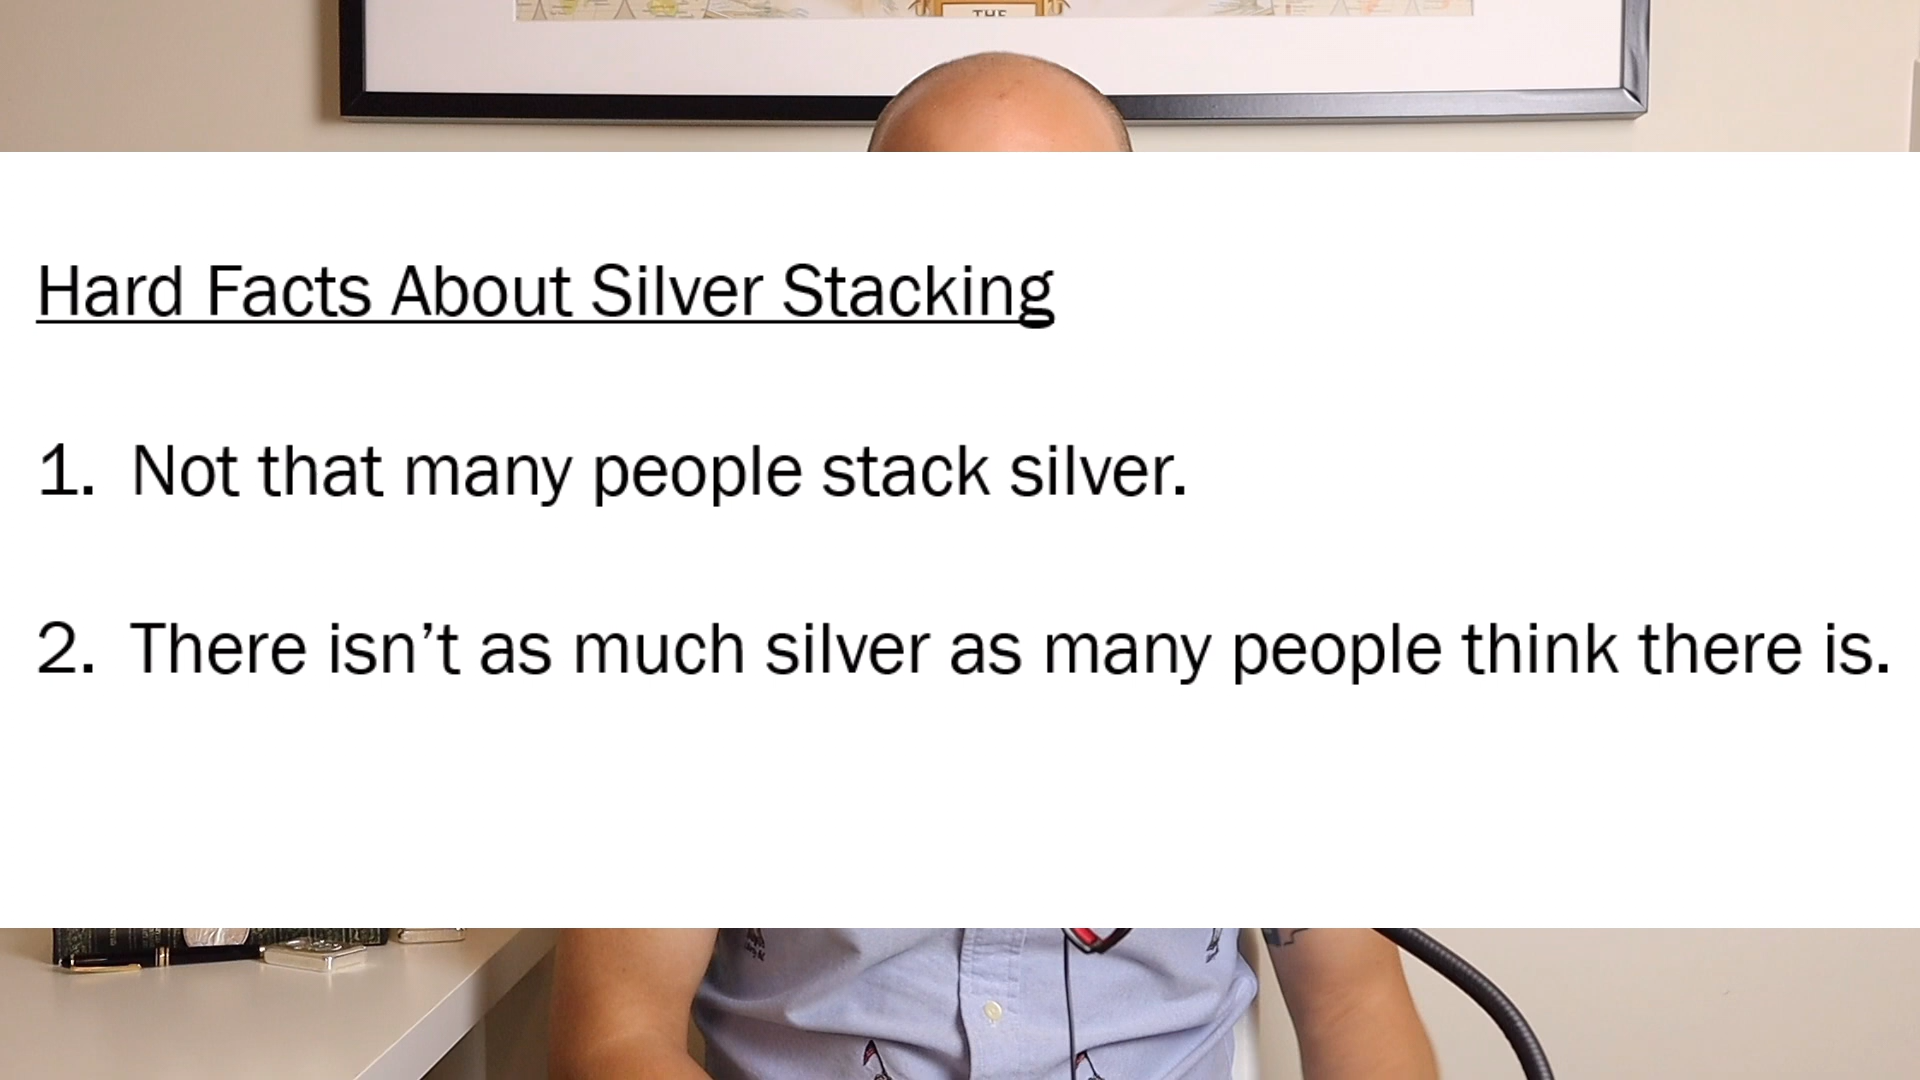 THE
Hard Facts About Silver Stacking
1. Not that many people stack silver.
2. There isn’t as much silver as many people think there is.